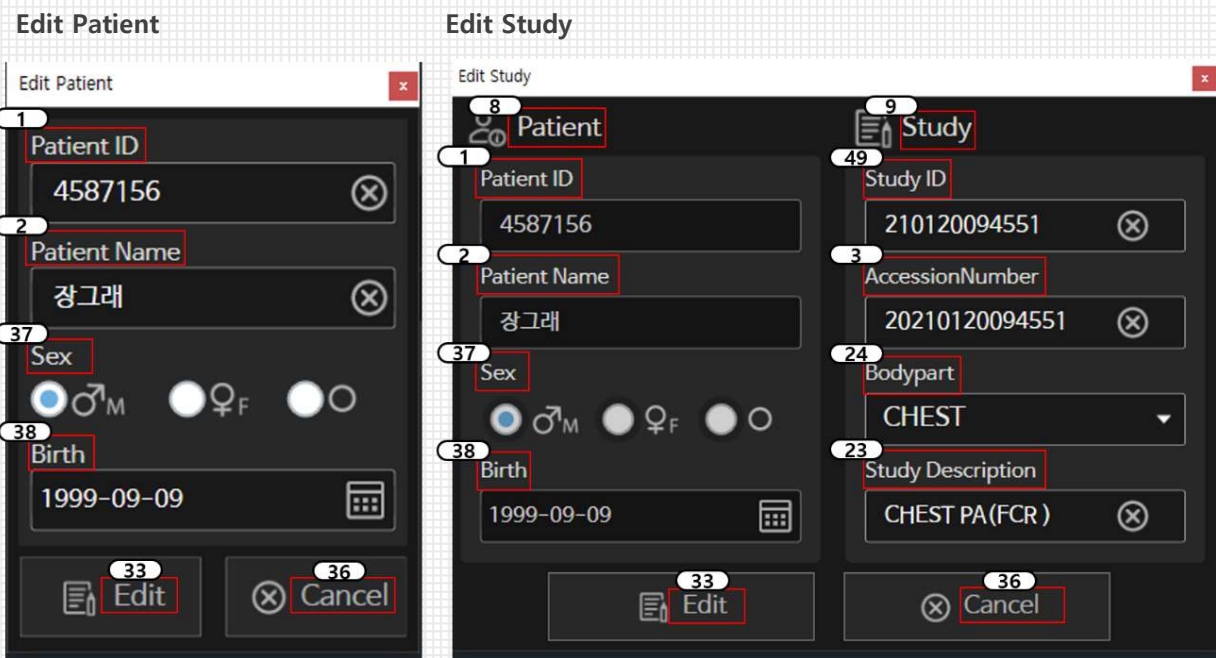 Edit Patient
Edit Study
Edit Patient
x
1
Patient ID
4587156
2
Patient Name
장그래
37
Sex
M
F
38
Birth
1999-09-09
33
Edit
36
Cancel
Edit Study
x
8
Patient
9
Study
1
Patient ID
4587156
2
Patient Name
장그래
37
Sex
M
F
38
Birth
1999-09-09
49
Study ID
210120094551
3
AccessionNumber
20210120094551
24
Bodypart
CHEST
23
Study Description
CHEST PA(FCR )
33
Edit
36
Cancel